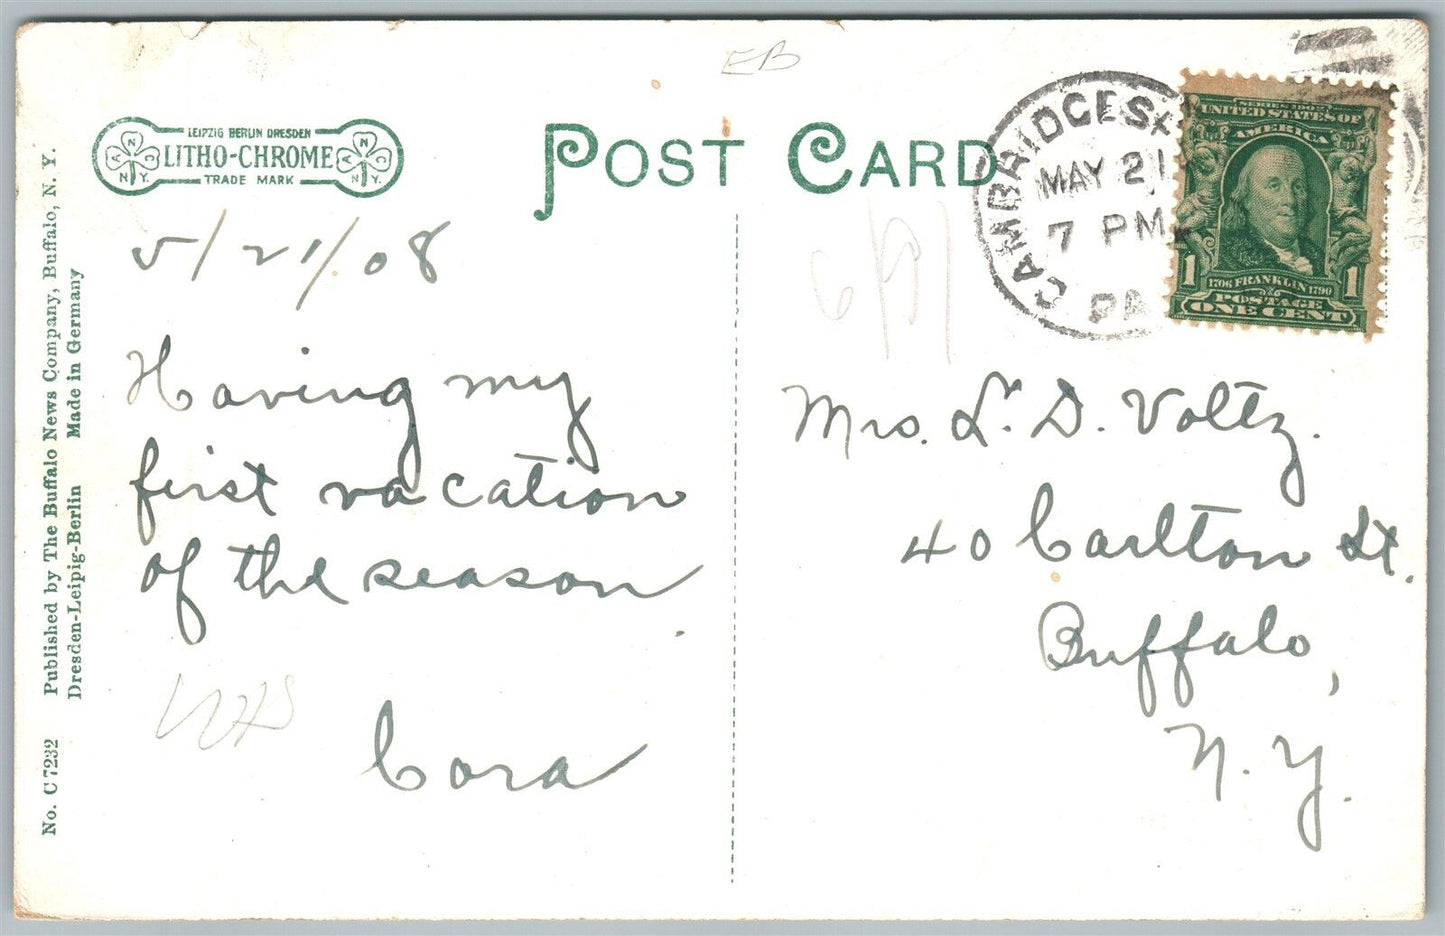 EB
LEIPZIG BERLIN DRESDEN
LITHO-CHROME
TRADE MARK
A N C
N.Y.
A N C
N.Y.
POST CARD
CAMBRIDGE S
MAY 21
7 PM
PA
SERIES 1902
UNITED STATES OF
AMERICA
1 1
1706 FRANKLIN 1790
POSTAGE
ONE CENT
5/21/08
Having my
first vacation
of the season
.
Cora
Mrs. L. D. Voltz.
40 Carlton St.
Buffalo,
N. Y.
No. C 7232 Published by The Buffalo News Company, Buffalo, N. Y.
Dresden-Leipig-Berlin Made in Germany